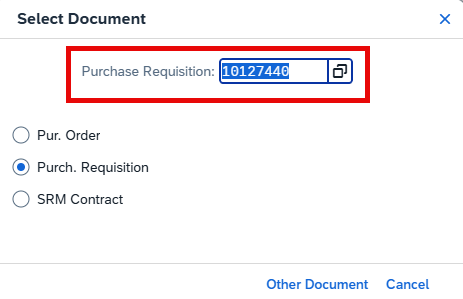 Select Document
Purchase Requisition: 10127440
Pur. Order
Purch. Requisition
SRM Contract
Other Document Cancel